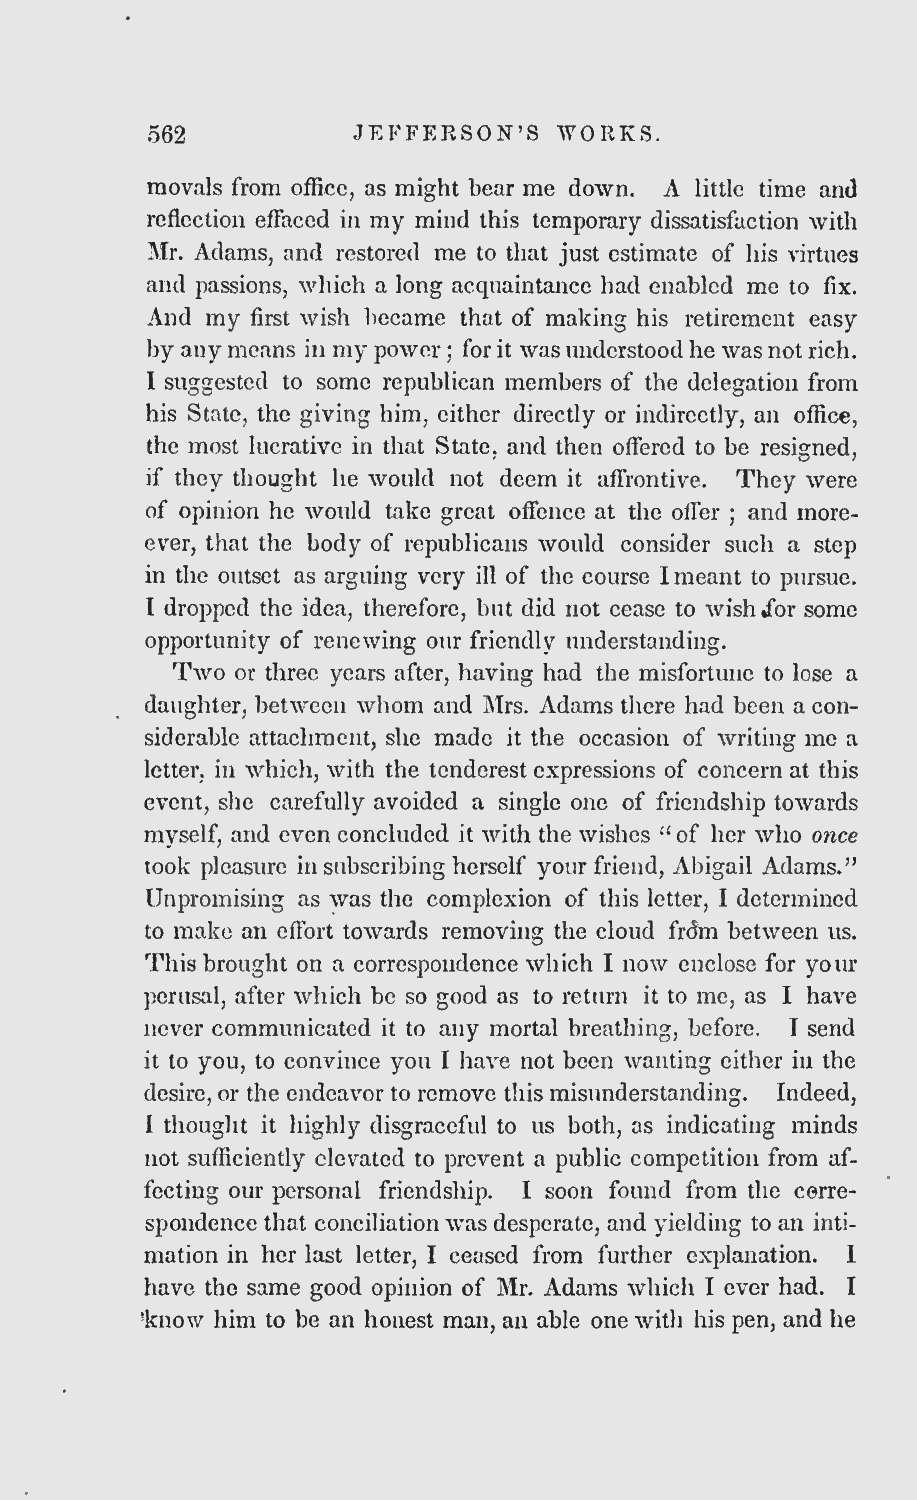 562 JEFFERSON'S WORKS.
movals from office, as might bear me down. A little time and
reflection effaced in my mind this temporary dissatisfaction with
Mr. Adams, and restored me to that just estimate of his virtues
and passions, which a long acquaintance had enabled me to fix.
And my first wish became that of making his retirement easy
by any means in my power; for it was understood he was not rich.
I suggested to some republican members of the delegation from
his State, the giving him, either directly or indirectly, an office,
the most lucrative in that State, and then offered to be resigned,
if they thought he would not deem it affrontive. They were
of opinion he would take great offence at the offer; and more-
ever, that the body of republicans would consider such a step
in the outset as arguing very ill of the course I meant to pursue.
I dropped the idea, therefore, but did not cease to wish for some
opportunity of renewing our friendly understanding.
Two or three years after, having had the misfortune to lose a
daughter, between whom and Mrs. Adams there had been a con-
siderable attachment, she made it the occasion of writing me a
letter, in which, with the tenderest expressions of concern at this
event, she carefully avoided a single one of friendship towards
myself, and even concluded it with the wishes "of her who once
took pleasure in subscribing herself your friend, Abigail Adams."
Unpromising as was the complexion of this letter, I determined
to make an effort towards removing the cloud from between us.
This brought on a correspondence which I now enclose for your
perusal, after which be so good as to return it to me, as I have
never communicated it to any mortal breathing, before. I send
it to you, to convince you I have not been wanting either in the
desire, or the endeavor to remove this misunderstanding. Indeed,
I thought it highly disgraceful to us both, as indicating minds
not sufficiently elevated to prevent a public competition from af-
fecting our personal friendship. I soon found from the corre-
spondence that conciliation was desperate, and yielding to an inti-
mation in her last letter, I ceased from further explanation. I
have the same good opinion of Mr. Adams which I ever had. I
know him to be an honest man, an able one with his pen, and he